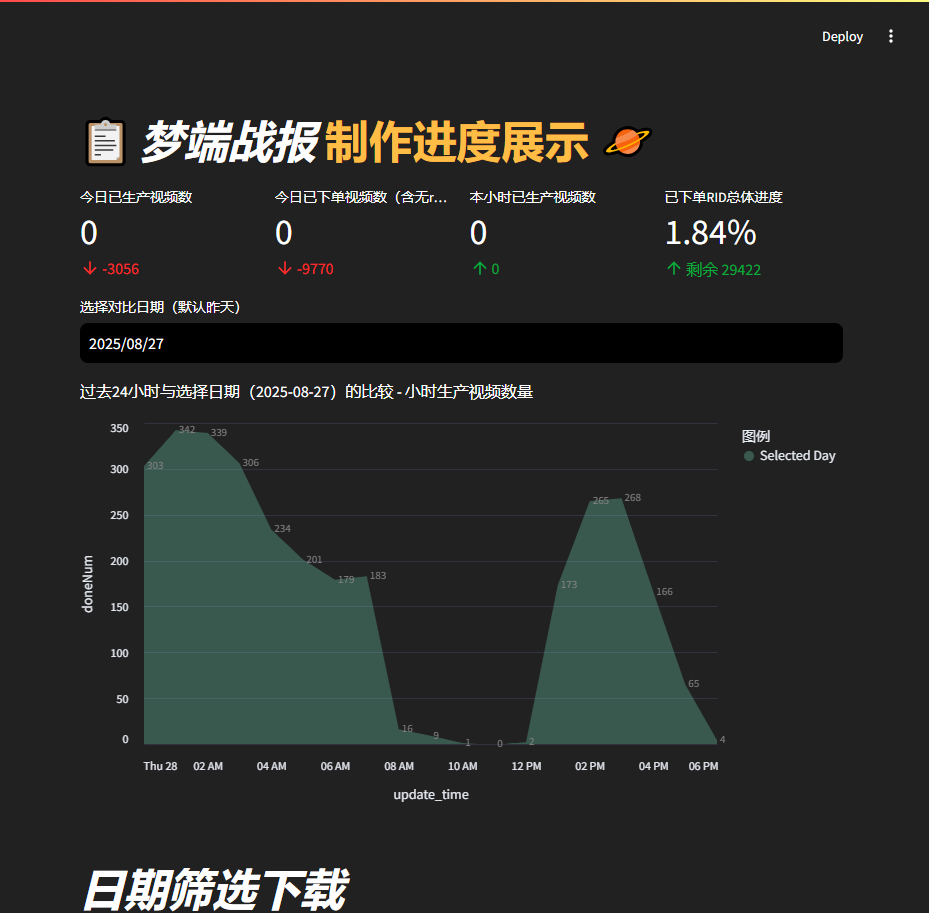 Deploy
梦端战报 制作进度展示
今日已生产视频数
0
-3056
今日已下单视频数（含无r...
0
-9770
本小时已生产视频数
0
0
已下单RID总体进度
1.84%
剩余 29422
选择对比日期（默认昨天）
2025/08/27
过去24小时与选择日期（2025-08-27）的比较 - 小时生产视频数量
350
300
250
200
150
100
50
0
doneNum
303
342
339
306
234
201
179
183
16
9
1
0
2
173
265
268
166
65
4
Thu 28
02 AM
04 AM
06 AM
08 AM
10 AM
12 PM
02 PM
04 PM
06 PM
update_time
图例
Selected Day
日期筛选下载